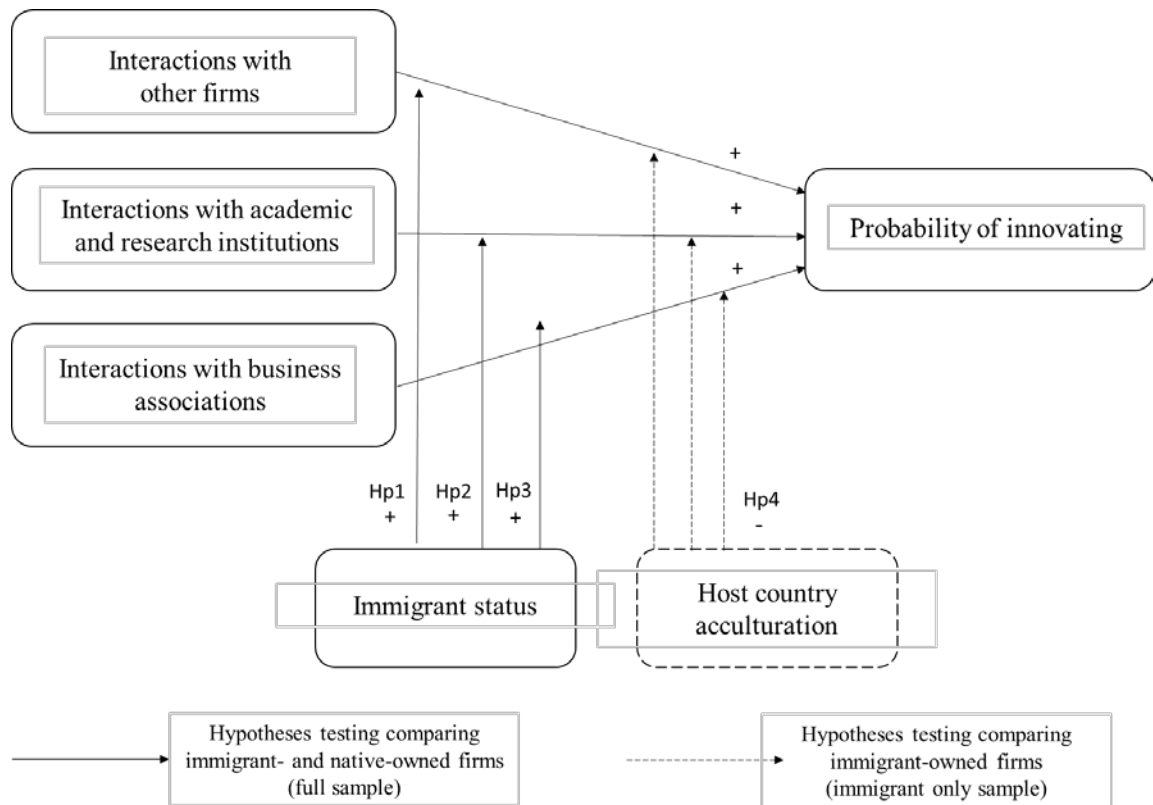 Interactions with
other firms
Interactions with academic
and research institutions
Interactions with business
associations
+
+
+
Probability of innovating
Hp1
+
Hp2
+
Hp3
+
Hp4
-
Immigrant status
Host country
acculturation
Hypotheses testing comparing
immigrant- and native-owned firms
(full sample)
Hypotheses testing comparing
immigrant-owned firms
(immigrant only sample)